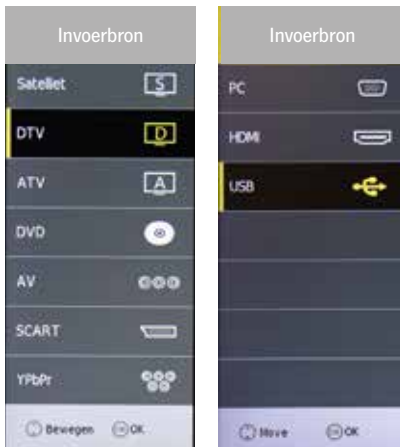 Invoerbron
Satelliet S
DTV D
ATV A
DVD
AV
SCART
YPbPr
Bewegen OK
Invoerbron
PC
HDMI
USB
Move OK